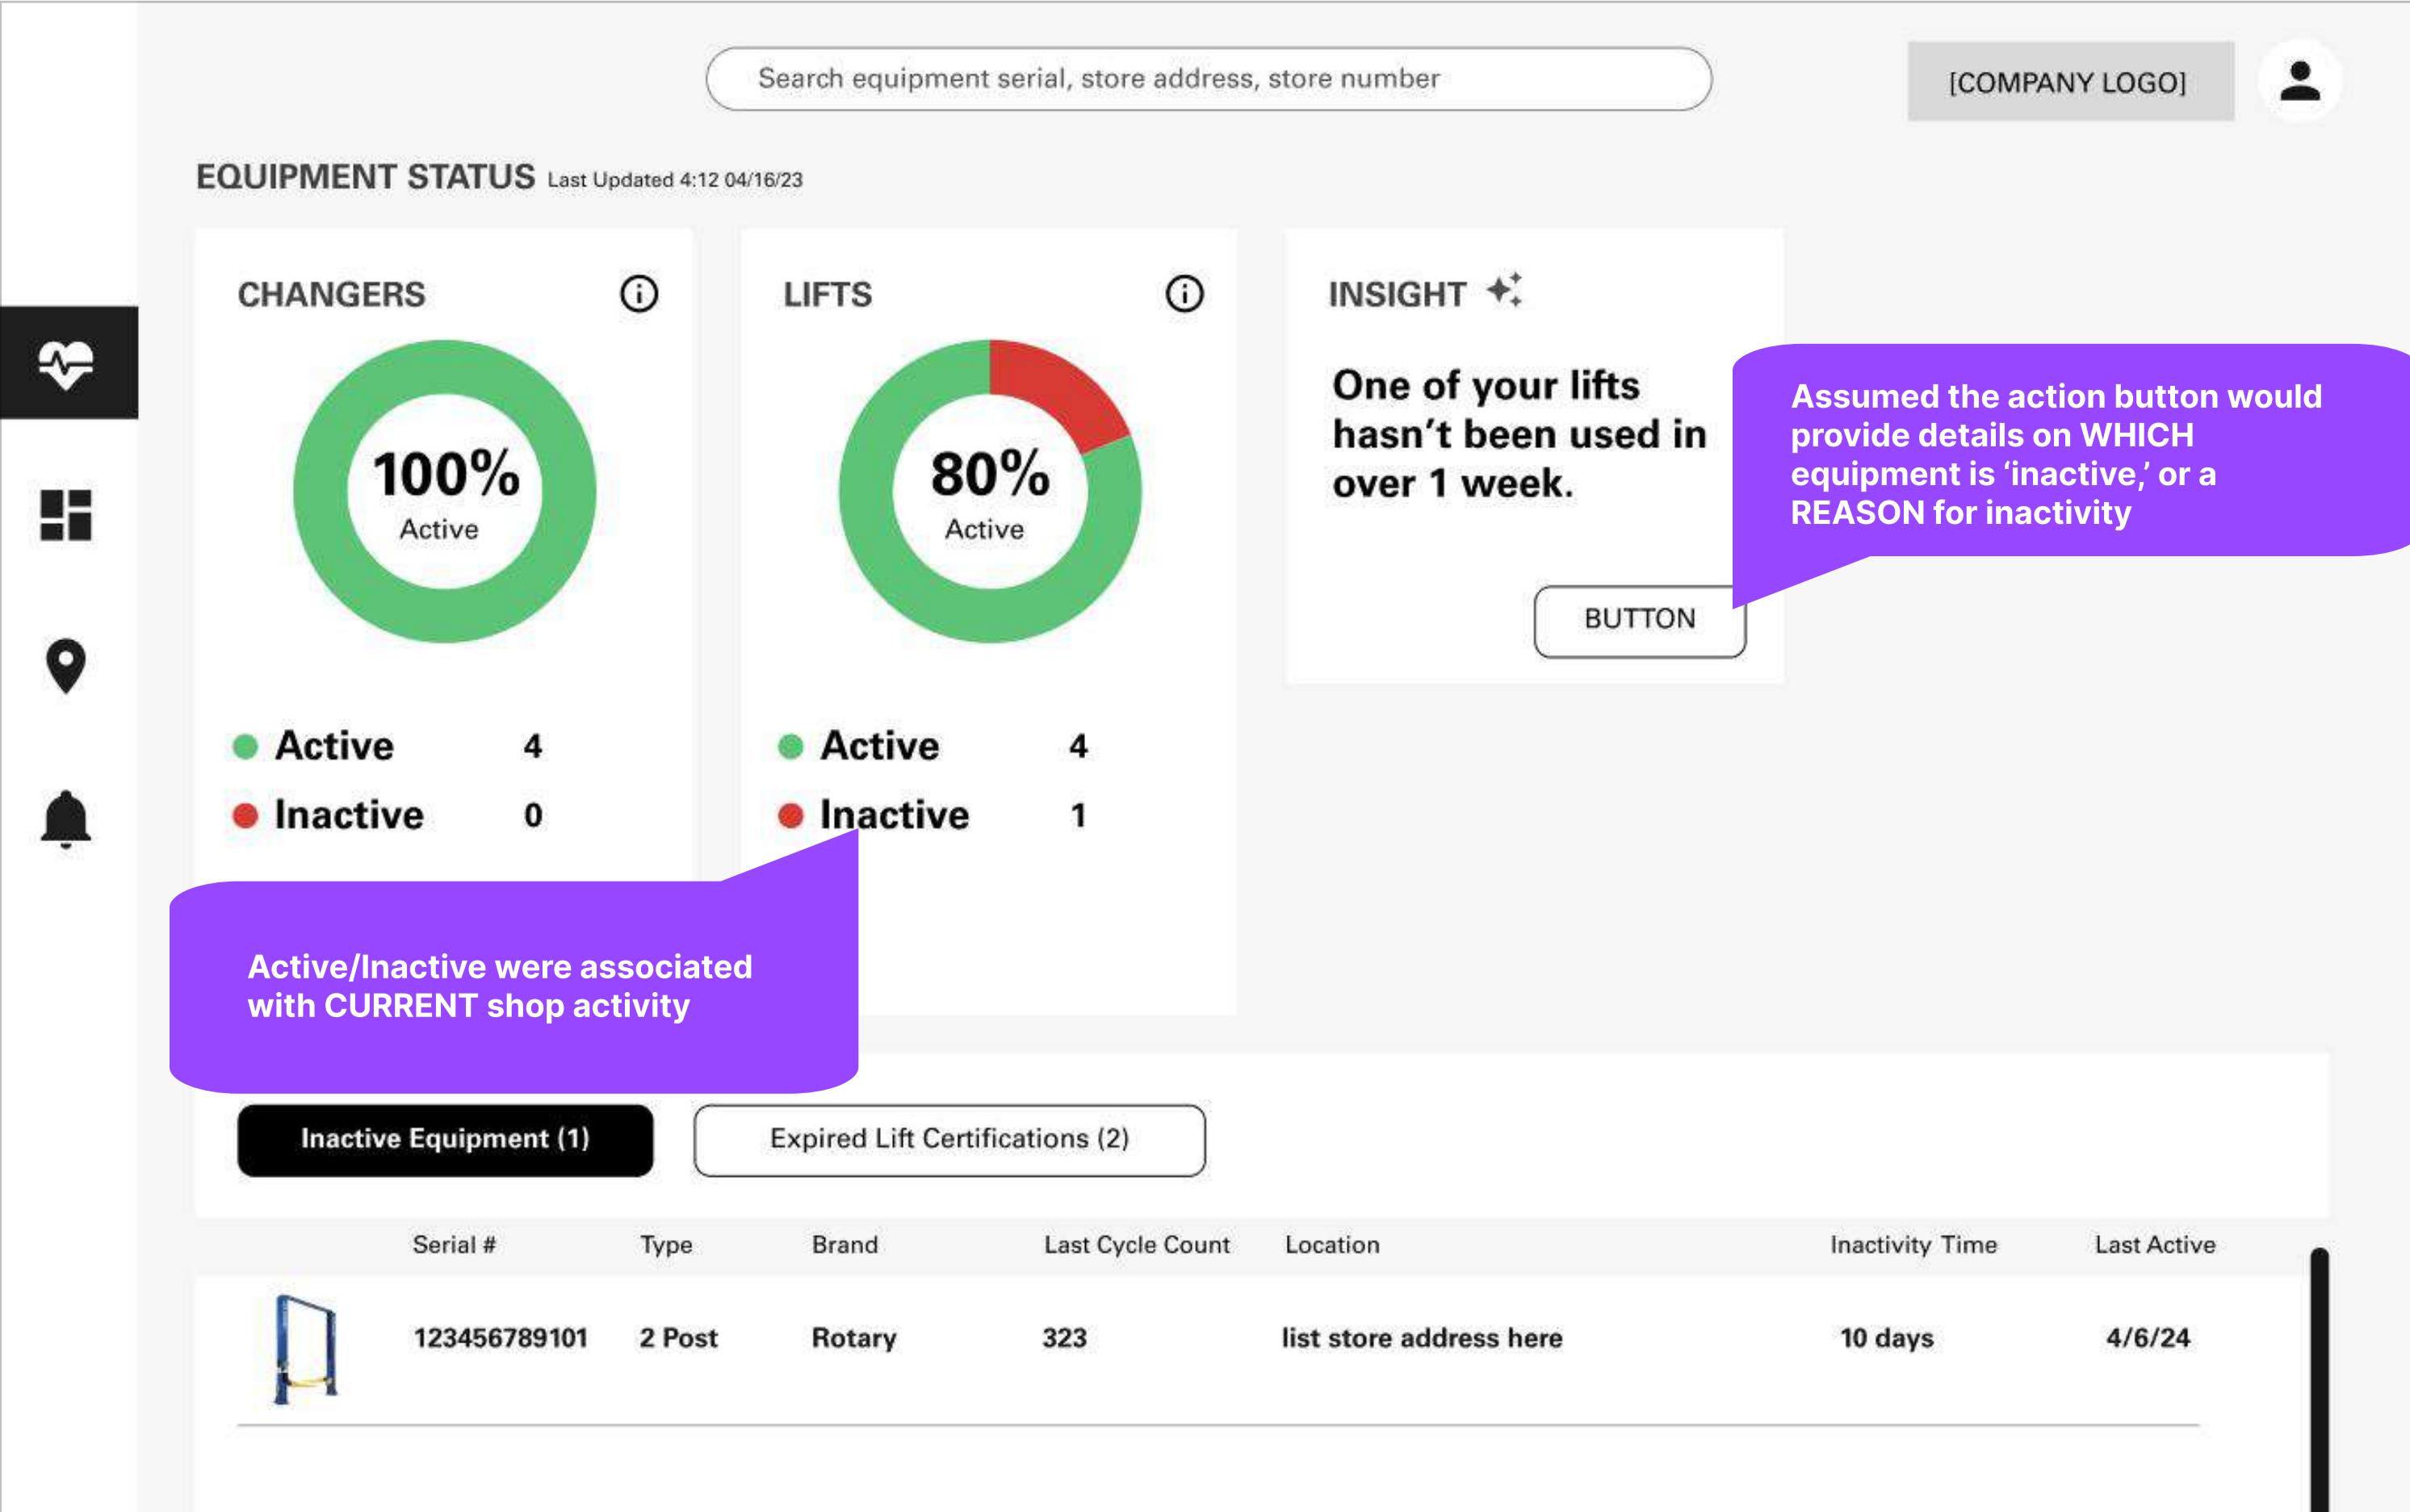 Search equipment serial, store address, store number
[COMPANY LOGO]
EQUIPMENT STATUS Last Updated 4:12 04/16/23
CHANGERS
100%
Active
Active 4
Inactive 0
LIFTS
80%
Active
Active 4
Inactive 1
INSIGHT
One of your lifts
hasn’t been used in
over 1 week.
BUTTON
Assumed the action button would
provide details on WHICH
equipment is ‘inactive,’ or a
REASON for inactivity
Active/Inactive were associated
with CURRENT shop activity
Inactive Equipment (1)
Expired Lift Certifications (2)
Serial # Type Brand Last Cycle Count Location Inactivity Time Last Active
123456789101 2 Post Rotary 323 list store address here 10 days 4/6/24